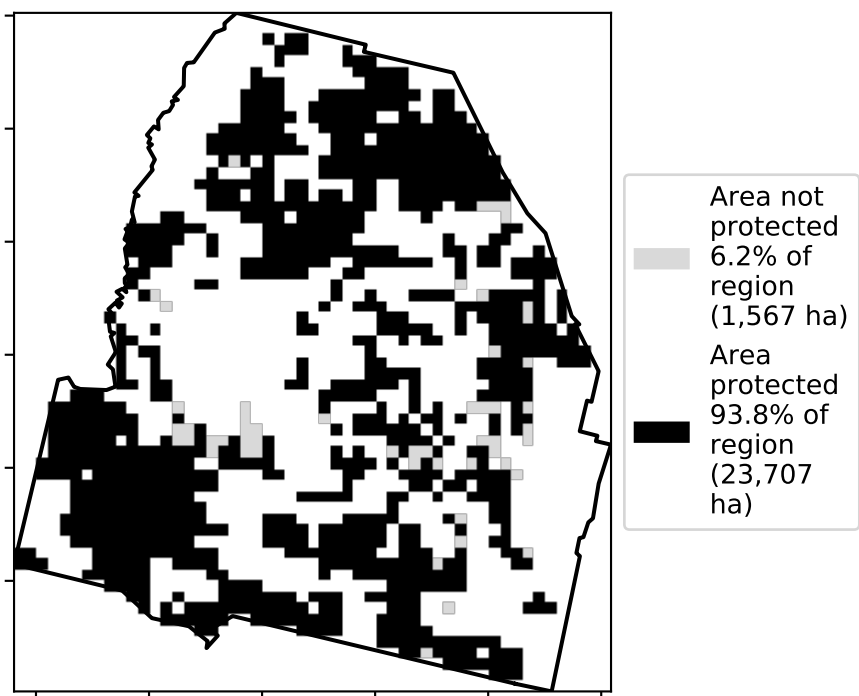 Area not
protected
6.2% of
region
(1,567 ha)
Area
protected
93.8% of
region
(23,707
ha)